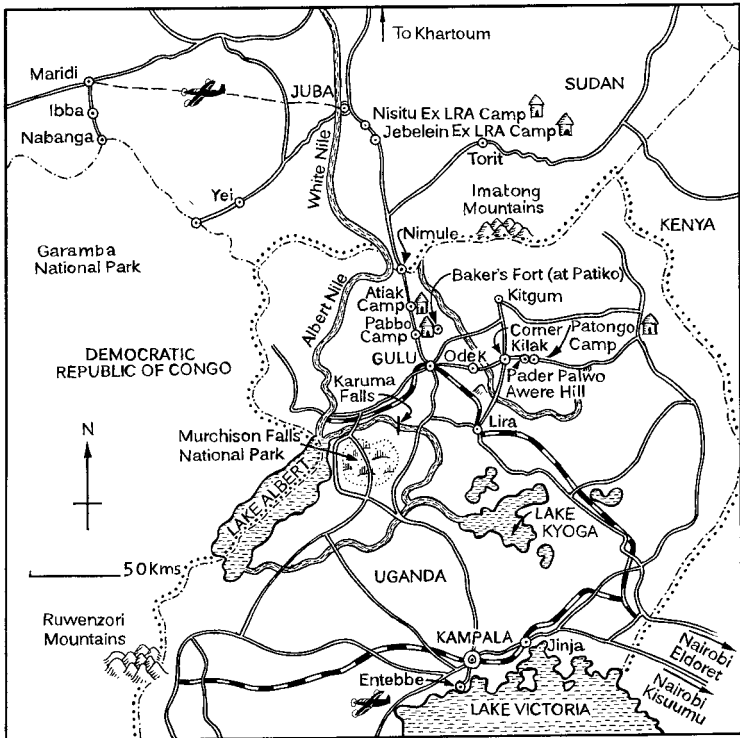 To Khartoum
Maridi
JUBA
SUDAN
Ibba
Nisitu Ex LRA Camp
Jebelein Ex LRA Camp
Nabanga
Torit
White Nile
Yei
Imatong
Mountains
KENYA
Garamba
National Park
Nimule
Albert Nile
Baker's Fort (at Patiko)
Kitgum
Atiak
Camp
Pabbo
Camp
Corner
Kilak
Patongo
Camp
DEMOCRATIC
REPUBLIC OF CONGO
GULU
Odek
Karuma
Falls
Pader Palwo
Awere Hill
N
Lira
Murchison Falls
National Park
LAKE ALBERT
LAKE
KYOGA
50 Kms
UGANDA
Ruwenzori
Mountains
KAMPALA
Jinja
Nairobi
Eldoret
Entebbe
Nairobi
Kisuumu
LAKE VICTORIA